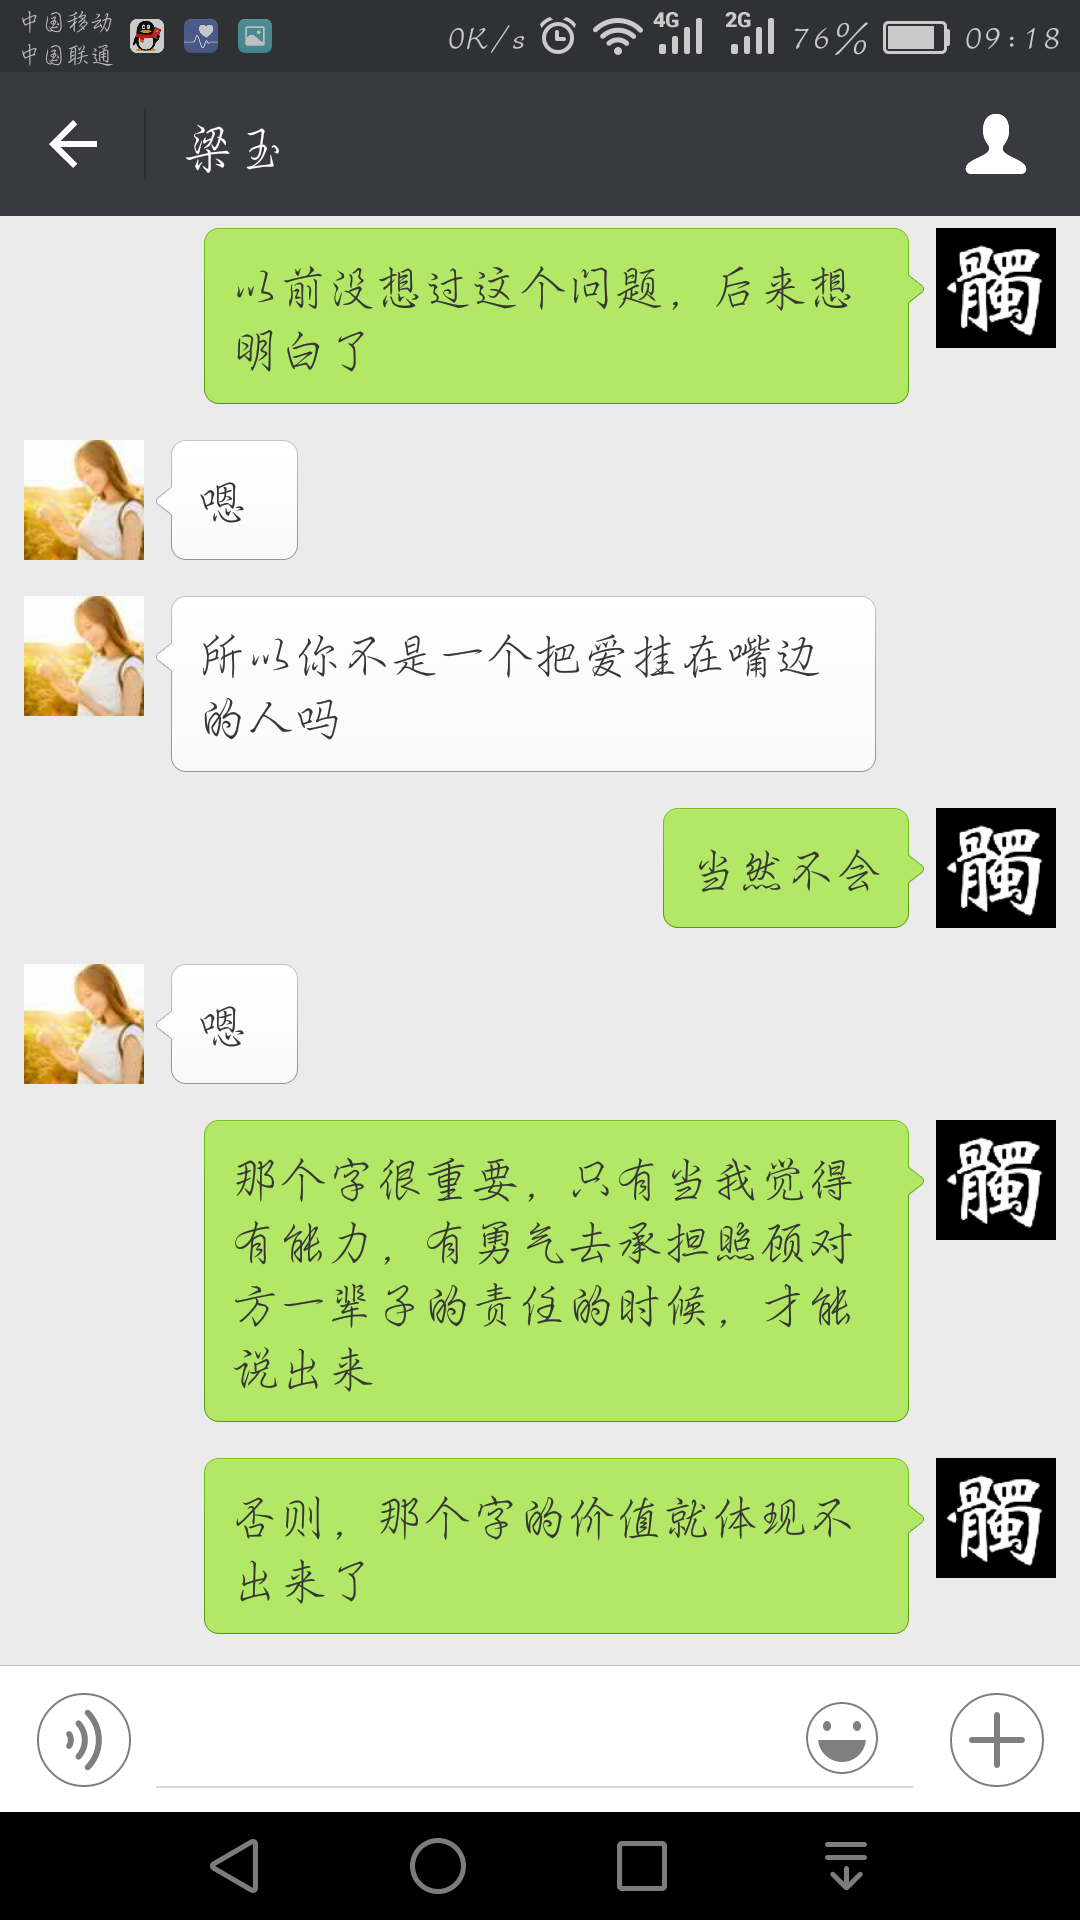 中国移动
中国联通
0K/s 4G 2G 76% 09:18
梁玉
以前没想过这个问题，后来想
明白了
髑
嗯
所以你不是一个把爱挂在嘴边
的人吗
当然不会
髑
嗯
那个字很重要，只有当我觉得
有能力，有勇气去承担照顾对
方一辈子的责任的时候，才能
说出来
髑
否则，那个字的价值就体现不
出来了
髑